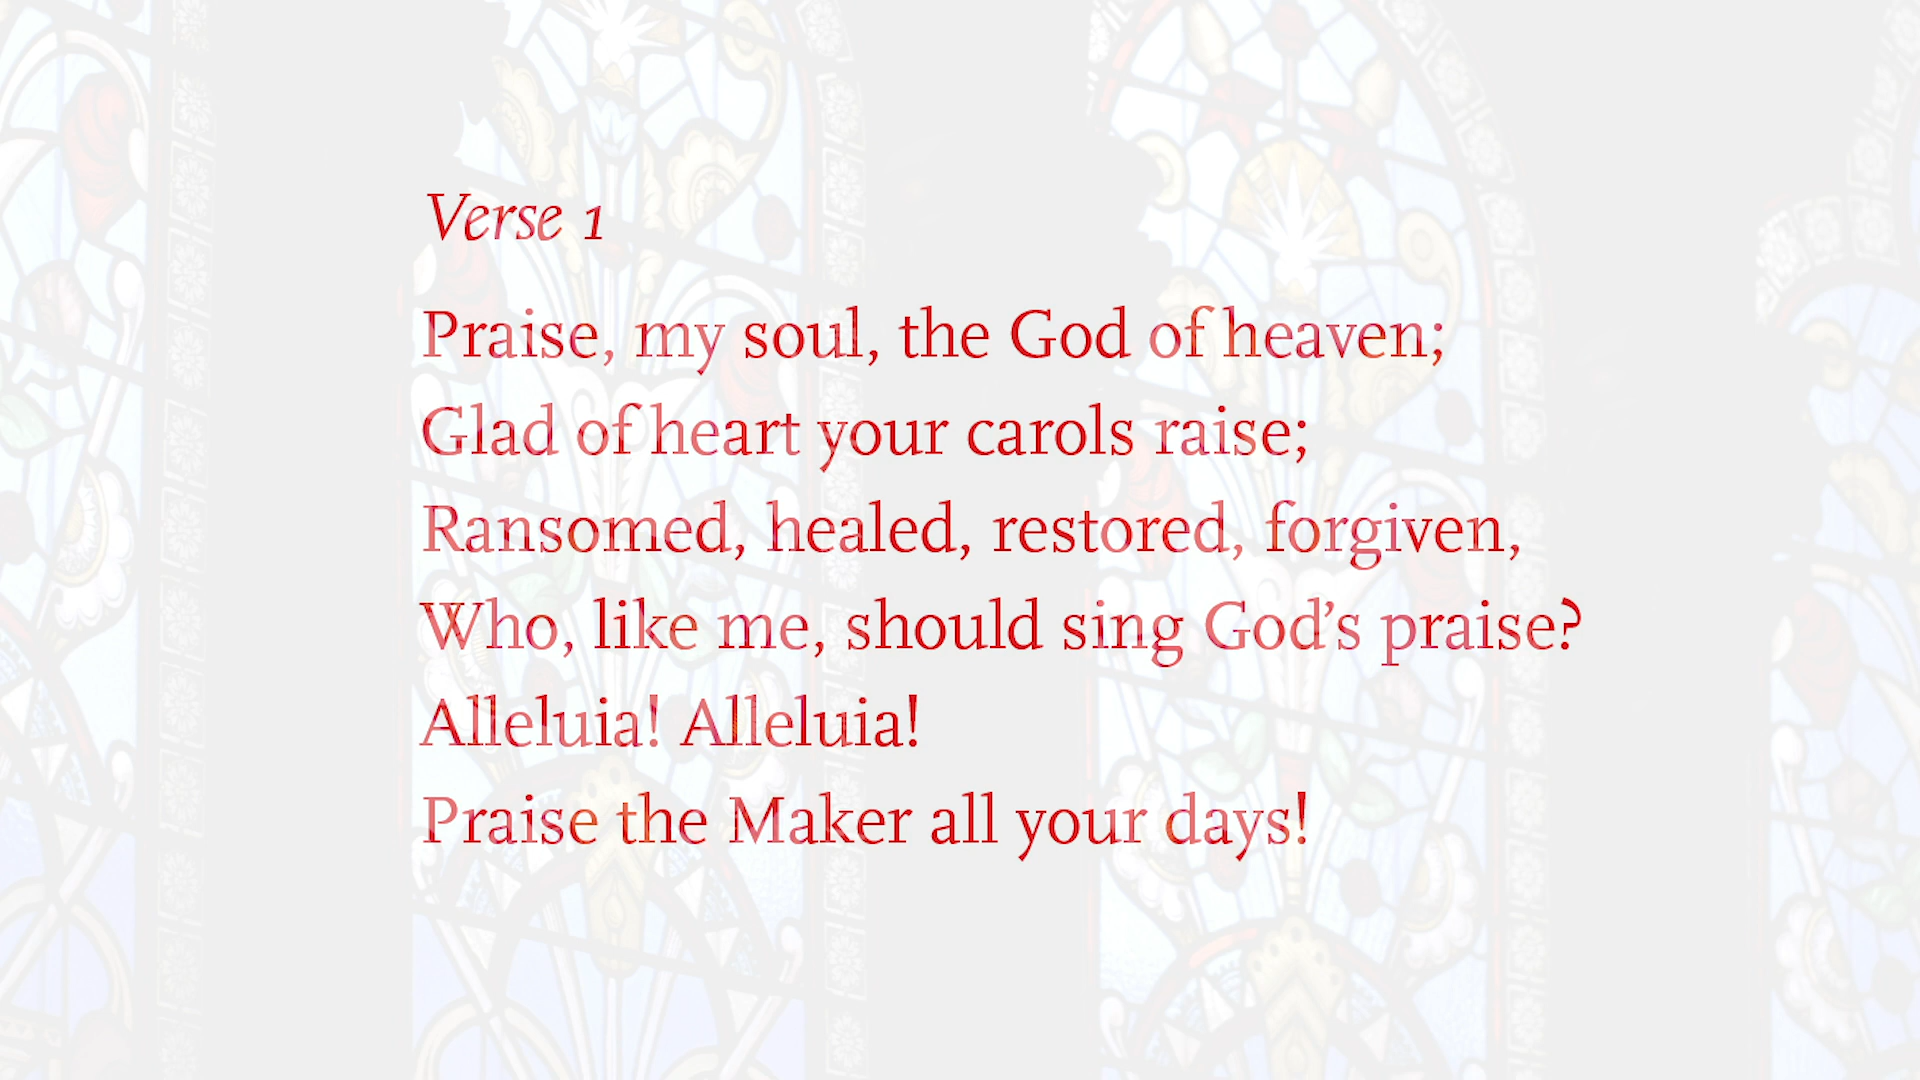 Verse 1
Praise, my soul, the God of heaven;
Glad of heart your carols raise;
Ransomed, healed, restored, forgiven,
Who, like me, should sing God’s praise?
Alleluia! Alleluia!
Praise the Maker all your days!